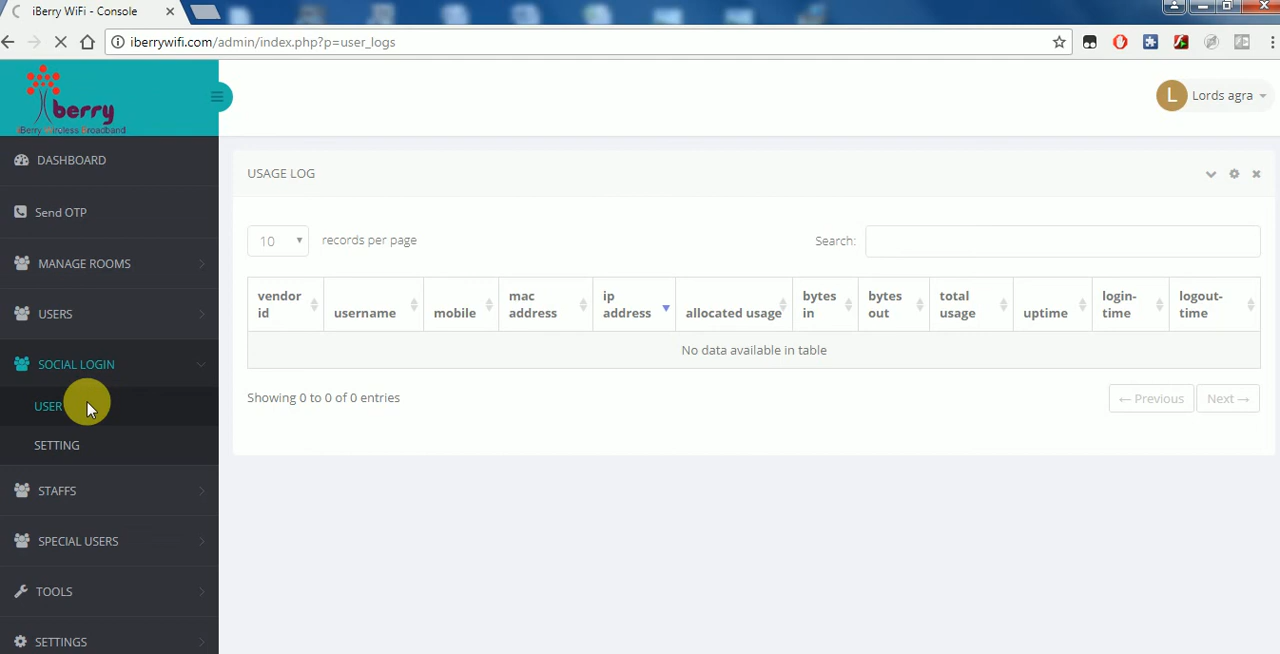 iBerry WiFi - Console
iberrywifi.com/admin/index.php?p=user_logs
berry
iBerry Wireless Broadband
L Lords agra
DASHBOARD
Send OTP
MANAGE ROOMS
USERS
SOCIAL LOGIN
USER
SETTING
STAFFS
SPECIAL USERS
TOOLS
SETTINGS
USAGE LOG
10 records per page
Search:
vendor id username mobile mac address ip address allocated usage bytes in bytes out total usage uptime login-time logout-time
No data available in table
Showing 0 to 0 of 0 entries
← Previous Next →